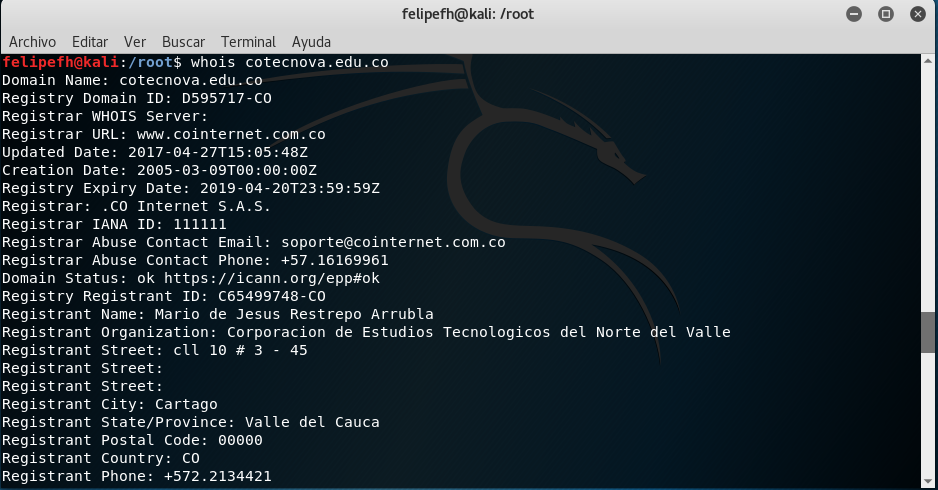 felipefh@kali: /root
Archivo Editar Ver Buscar Terminal Ayuda
felipefh@kali:/root$ whois cotecnova.edu.co
Domain Name: cotecnova.edu.co
Registry Domain ID: D595717-CO
Registrar WHOIS Server:
Registrar URL: www.cointernet.com.co
Updated Date: 2017-04-27T15:05:48Z
Creation Date: 2005-03-09T00:00:00Z
Registry Expiry Date: 2019-04-20T23:59:59Z
Registrar: .CO Internet S.A.S.
Registrar IANA ID: 111111
Registrar Abuse Contact Email: soporte@cointernet.com.co
Registrar Abuse Contact Phone: +57.16169961
Domain Status: ok https://icann.org/epp#ok
Registry Registrant ID: C65499748-CO
Registrant Name: Mario de Jesus Restrepo Arrubla
Registrant Organization: Corporacion de Estudios Tecnologicos del Norte del Valle
Registrant Street: cll 10 # 3 - 45
Registrant Street:
Registrant Street:
Registrant City: Cartago
Registrant State/Province: Valle del Cauca
Registrant Postal Code: 00000
Registrant Country: CO
Registrant Phone: +572.2134421